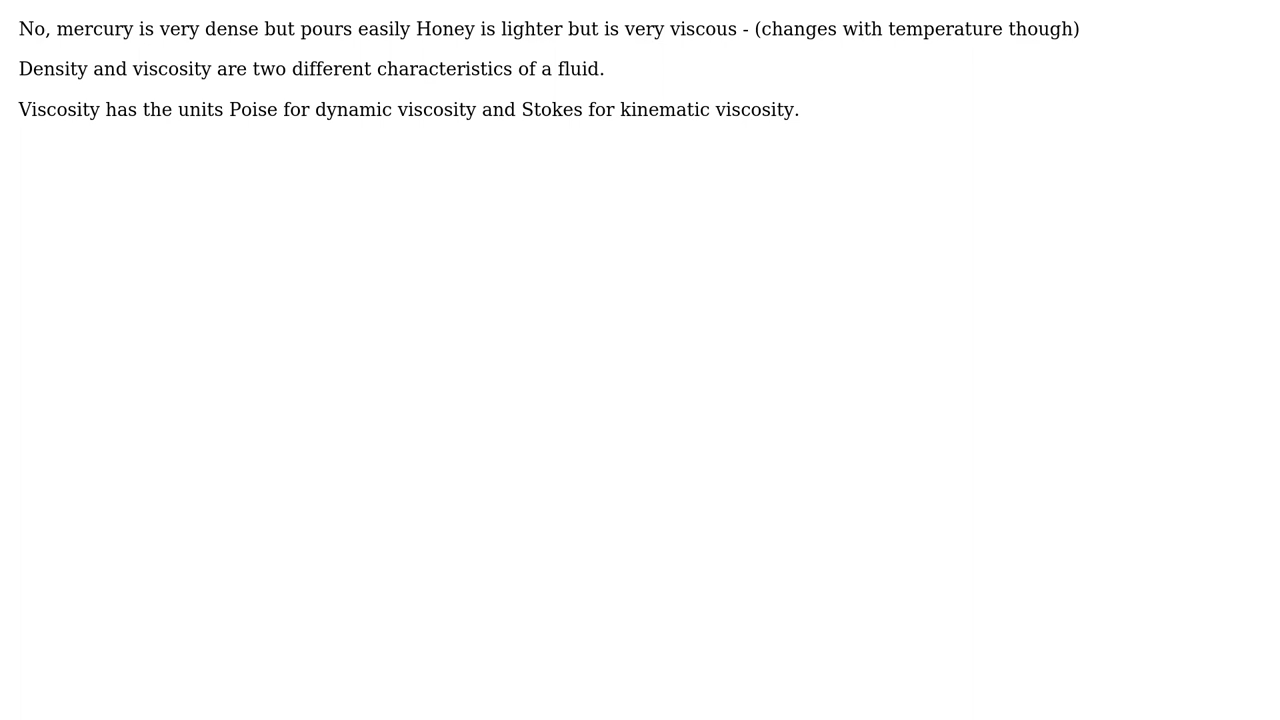 No, mercury is very dense but pours easily Honey is lighter but is very viscous - (changes with temperature though)
Density and viscosity are two different characteristics of a fluid.
Viscosity has the units Poise for dynamic viscosity and Stokes for kinematic viscosity.